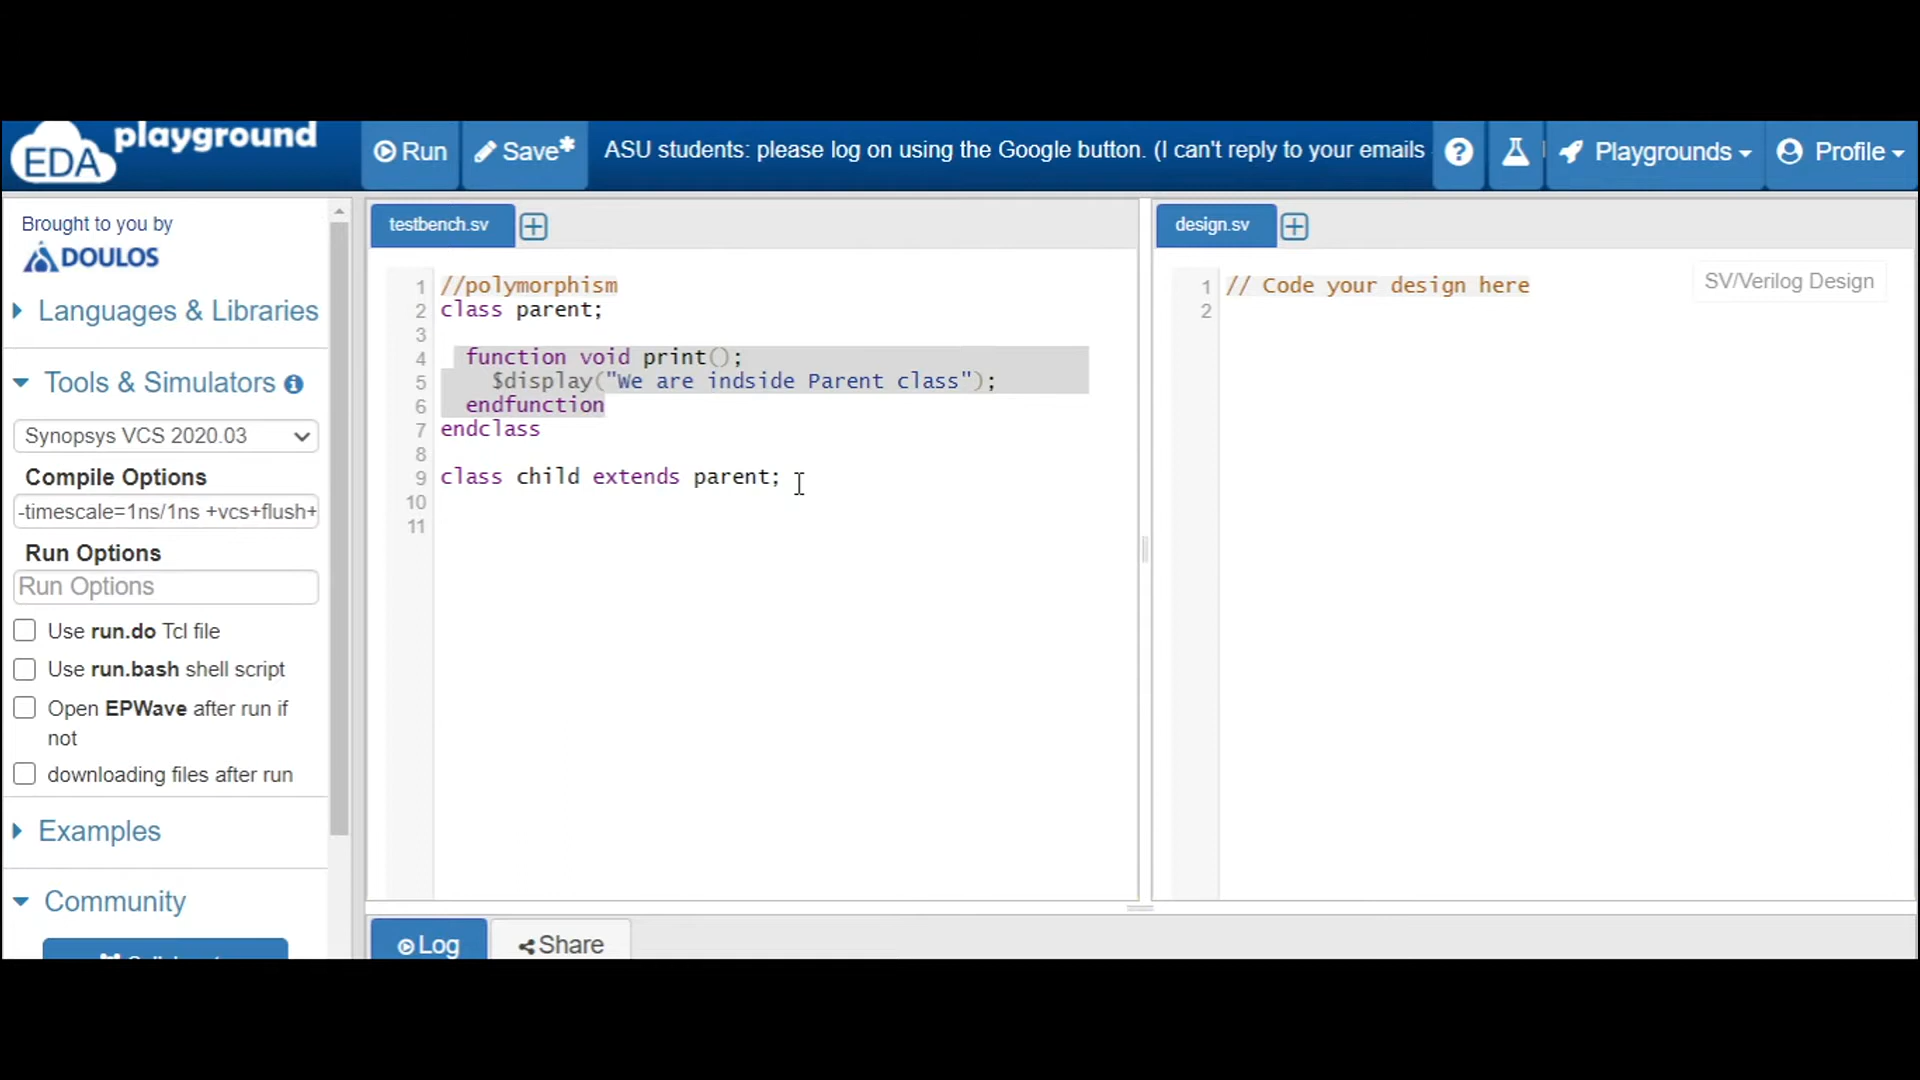 EDA playground
Run
Save*
ASU students: please log on using the Google button. (I can't reply to your emails
?
Playgrounds
Profile
Brought to you by
DOULOS
Languages & Libraries
Tools & Simulators
Synopsys VCS 2020.03
Compile Options
-timescale=1ns/1ns +vcs+flush+
Run Options
Run Options
Use run.do Tcl file
Use run.bash shell script
Open EPWave after run if
not
downloading files after run
Examples
Community
testbench.sv
1 //polymorphism
2 class parent;
3
4 function void print();
5 $display("We are indside Parent class");
6 endfunction
7 endclass
8
9 class child extends parent;
10
11
design.sv
1 // Code your design here
2
SV/Verilog Design
Log
Share